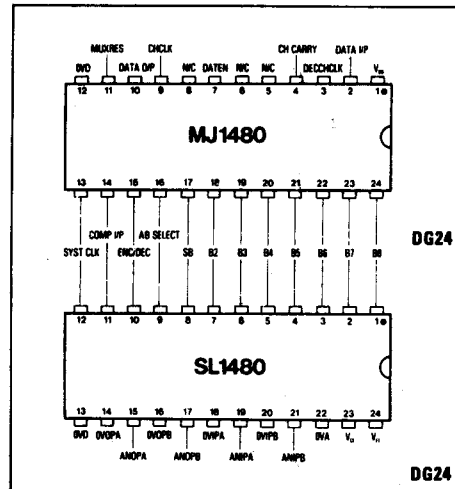 MUXRES CHCLK CH CARRY DATA I/P
0VD DATA O/P N/C DATEN N/C N/C DECCHCLK
12 11 10 9 8 7 6 5 4 3 2 1
MJ1480
13 14 15 16 17 18 19 20 21 22 23 24
DG24
COMP I/P AB SELECT
SYST CLK ENC/DEC SB B2 B3 B4 B5 B6 B7 B8
DG24
12 11 10 9 8 7 6 5 4 3 2 1
SL1480
13 14 15 16 17 18 19 20 21 22 23 24
0VD 0VOPA 0VOPB 0VIPA 0VIPB 0VA
ANOPA ANOPB ANIPA ANIPB
DG24